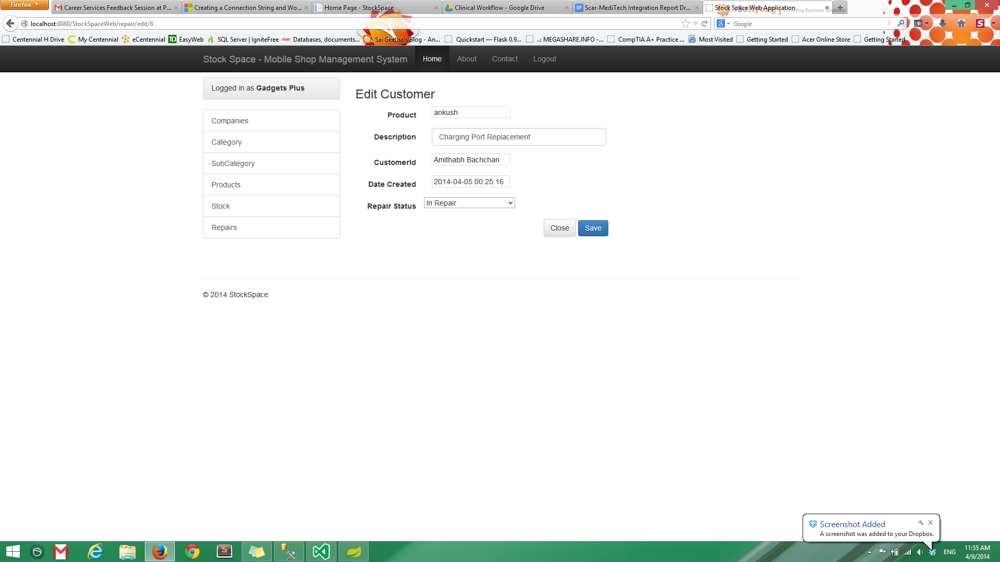 Firefox
Career Services Feedback Session at P...
Creating a Connection String and Wo...
Home Page - StockSpace
Clinical Workflow - Google Drive
Scar-MediTech Integration Report Dr...
Stock Space Web Application
localhost:8080/StockSpaceWeb/repair/edit/8
Google
Centennial H Drive
My Centennial
eCentennial
EasyWeb
SQL Server | IgniteFree
Databases, documents...
Sai Geetha's Blog - An...
Quickstart — Flask 0.9...
..: MEGASHARE.INFO -...
CompTIA A+ Practice ...
Most Visited
Getting Started
Acer Online Store
Getting Started
Stock Space - Mobile Shop Management System
Home
About
Contact
Logout
Logged in as Gadgets Plus
Companies
Category
SubCategory
Products
Stock
Repairs
Edit Customer
Product
ankush
Description
Charging Port Replacement
CustomerId
Amithabh Bachchan
Date Created
2014-04-05 00:25:16
Repair Status
In Repair
Close
Save
© 2014 StockSpace
Screenshot Added
A screenshot was added to your Dropbox.
ENG
11:55 AM
4/9/2014